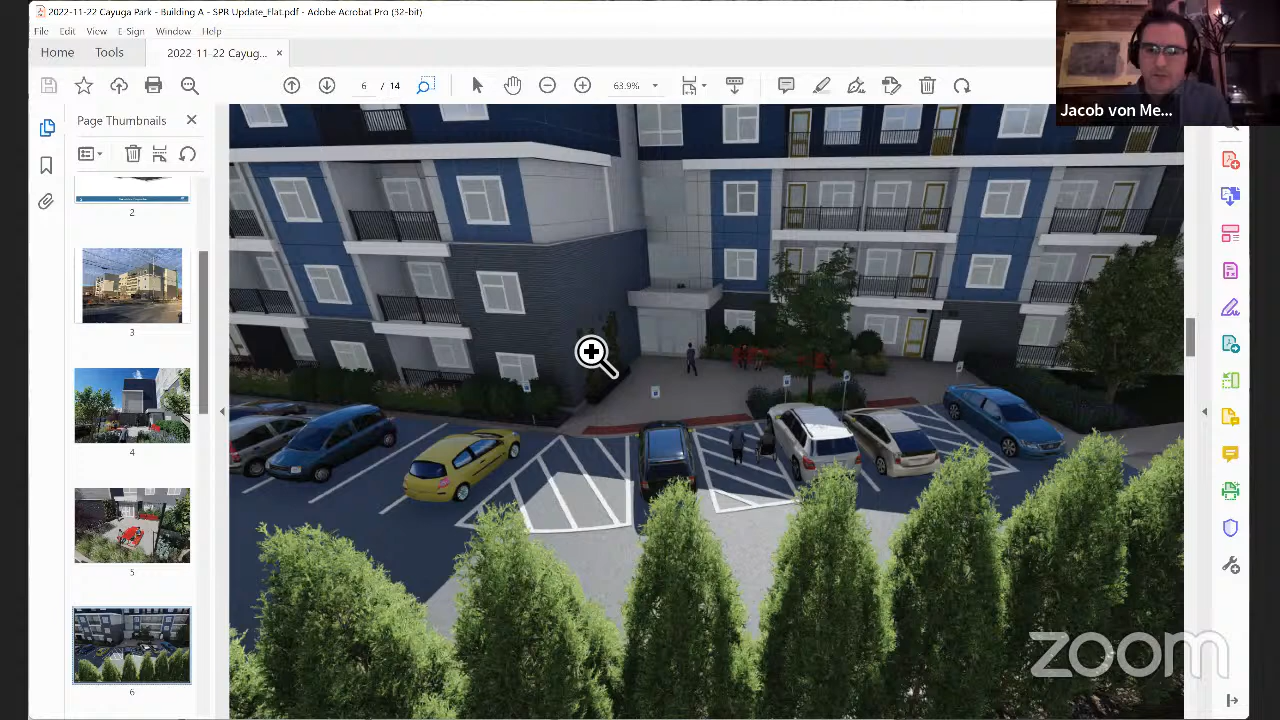 2022-11-22 Cayuga Park - Building A - SPR Update_Flat.pdf - Adobe Acrobat Pro (32-bit)
File Edit View E-Sign Window Help
Home Tools 2022-11-22 Cayug... ×
6 / 14 63.9%
Jacob von Me...
Page Thumbnails
2
3
4
5
6
zoom